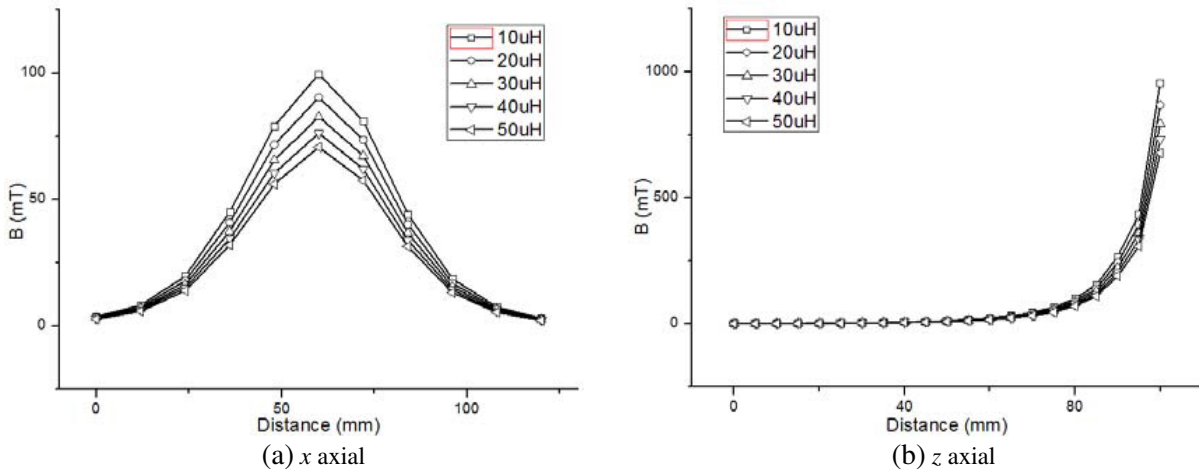 10uH
20uH
30uH
40uH
50uH
100
50
0
B (mT)
0
50
100
Distance (mm)
(a) x axial
10uH
20uH
30uH
40uH
50uH
1000
500
0
B (mT)
0
40
80
Distance (mm)
(b) z axial